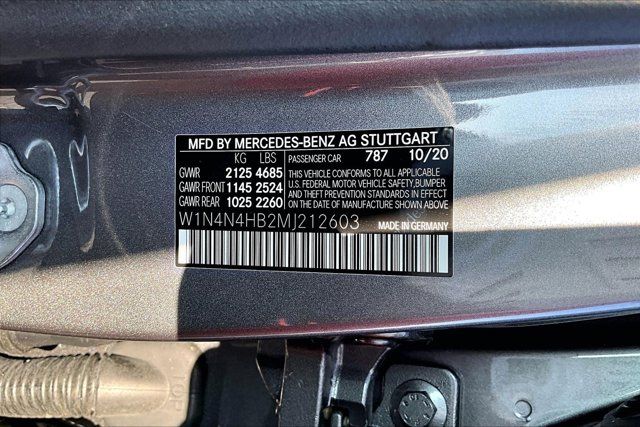 MFD BY MERCEDES-BENZ AG STUTTGART
KG LBS PASSENGER CAR 787 10/20
GVWR 2125 4685 THIS VEHICLE CONFORMS TO ALL APPLICABLE
GAWR FRONT 1145 2524 U.S. FEDERAL MOTOR VEHICLE SAFETY, BUMPER
GAWR REAR 1025 2260 AND THEFT PREVENTION STANDARDS IN EFFECT
ON THE DATE OF MANUFACTURE SHOWN ABOVE.
W1N4N4HB2MJ212603 MADE IN GERMANY